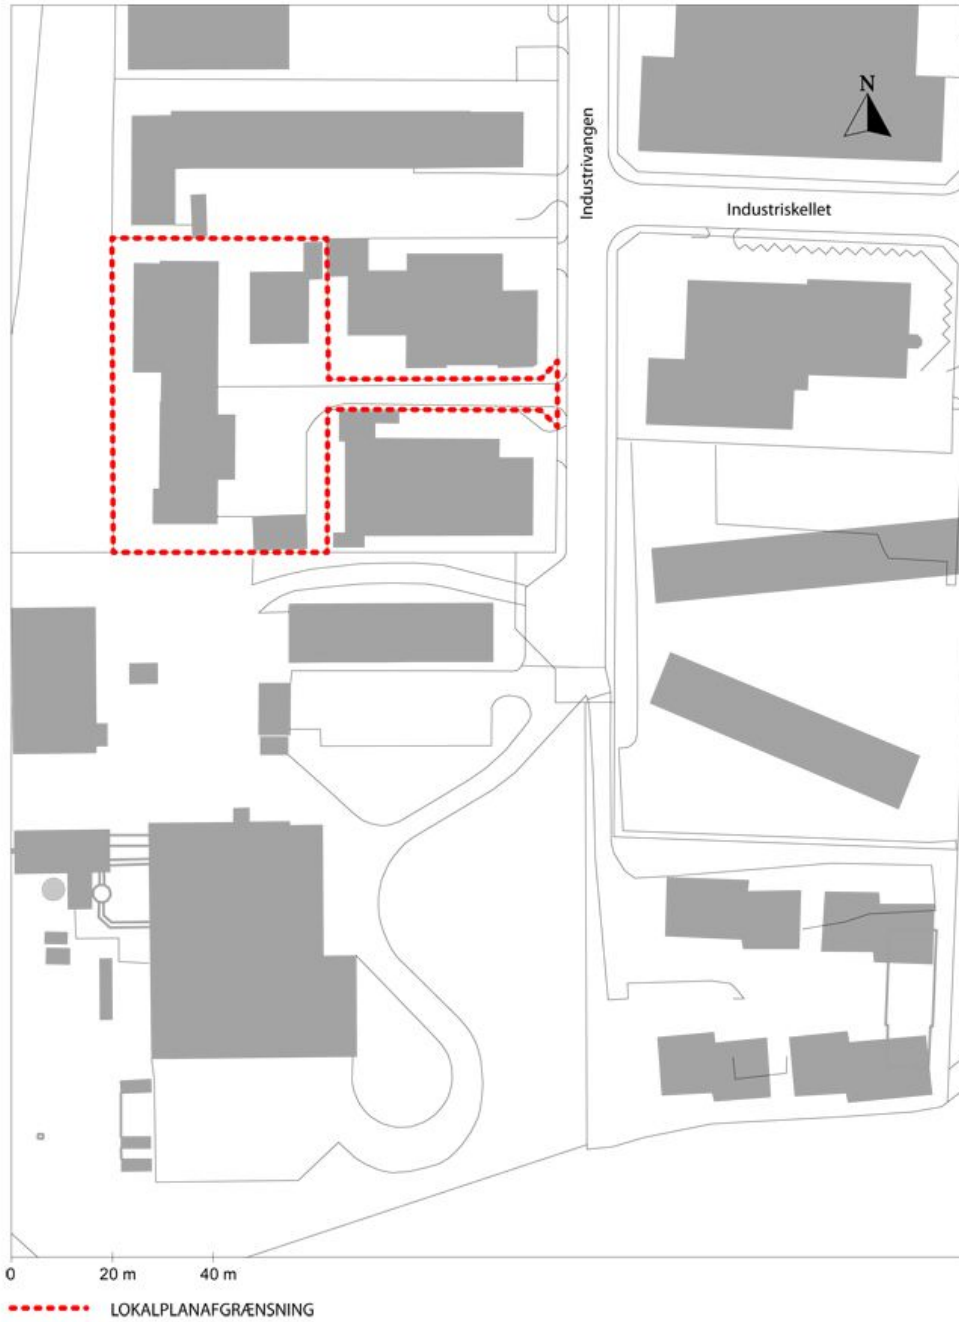 N
Industrivangen
Industriskellet
0
20 m
40 m
LOKALPLANAFGRÆNSNING